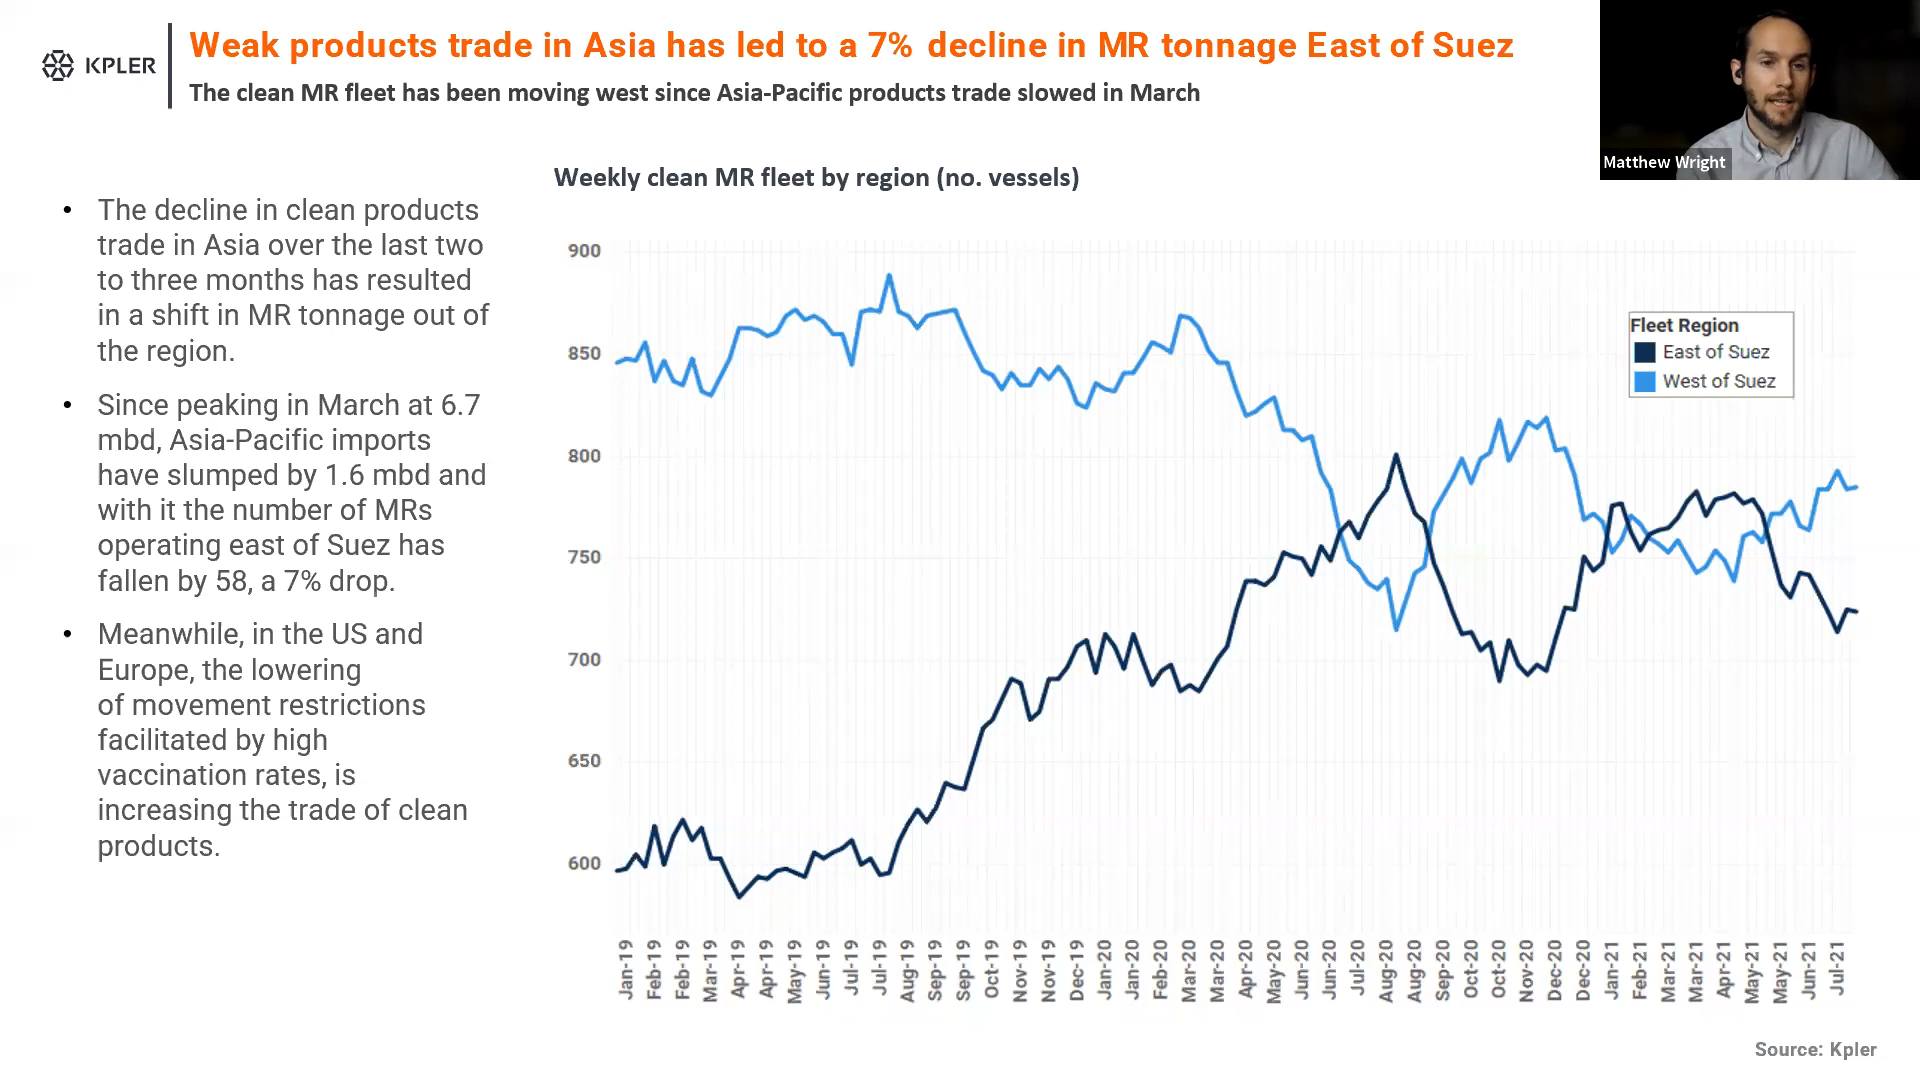 KPLER
Weak products trade in Asia has led to a 7% decline in MR tonnage East of Suez
The clean MR fleet has been moving west since Asia-Pacific products trade slowed in March
Matthew Wright
• The decline in clean products
trade in Asia over the last two
to three months has resulted
in a shift in MR tonnage out of
the region.
• Since peaking in March at 6.7
mbd, Asia-Pacific imports
have slumped by 1.6 mbd and
with it the number of MRs
operating east of Suez has
fallen by 58, a 7% drop.
• Meanwhile, in the US and
Europe, the lowering
of movement restrictions
facilitated by high
vaccination rates, is
increasing the trade of clean
products.
Weekly clean MR fleet by region (no. vessels)
900
850
800
750
700
650
600
Fleet Region
East of Suez
West of Suez
Jan-19
Feb-19
Feb-19
Mar-19
Apr-19
Apr-19
May-19
Jun-19
Jul-19
Jul-19
Aug-19
Sep-19
Sep-19
Oct-19
Nov-19
Nov-19
Dec-19
Jan-20
Jan-20
Feb-20
Mar-20
Mar-20
Apr-20
May-20
Jun-20
Jun-20
Jul-20
Aug-20
Aug-20
Sep-20
Oct-20
Oct-20
Nov-20
Dec-20
Dec-20
Jan-21
Feb-21
Mar-21
Mar-21
Apr-21
May-21
May-21
Jun-21
Jul-21
Source: Kpler